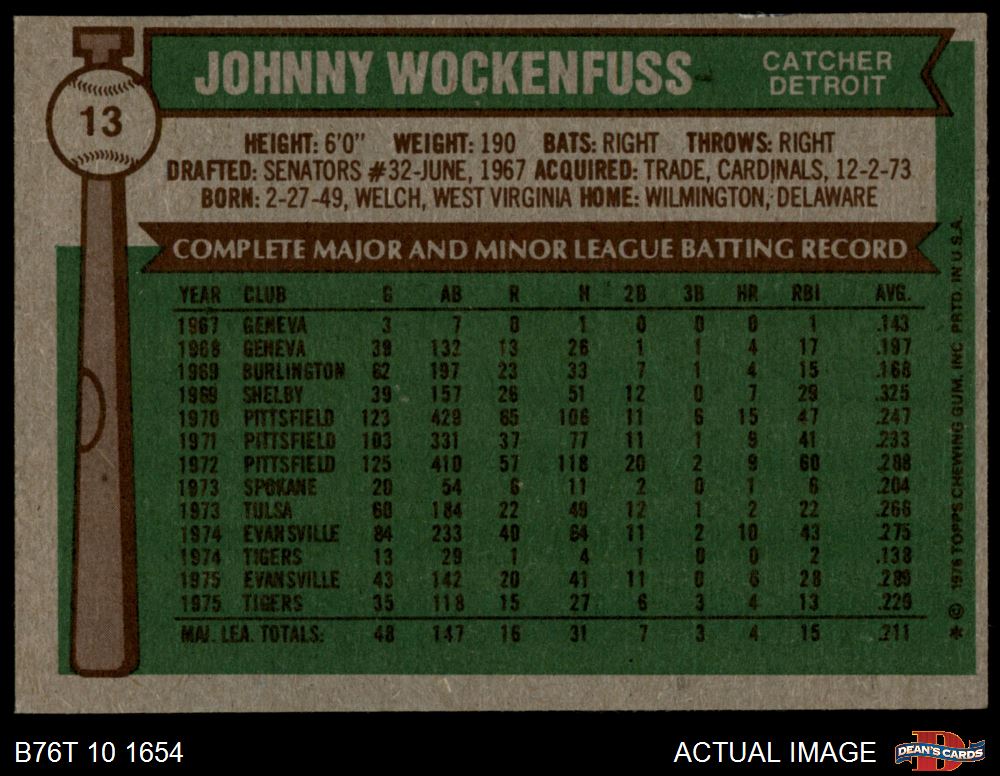 13
JOHNNY WOCKENFUSS
CATCHER
DETROIT
HEIGHT: 6'0" WEIGHT: 190 BATS: RIGHT THROWS: RIGHT
DRAFTED: SENATORS #32-JUNE, 1967 ACQUIRED: TRADE, CARDINALS, 12-2-73
BORN: 2-27-49, WELCH, WEST VIRGINIA HOME: WILMINGTON, DELAWARE
COMPLETE MAJOR AND MINOR LEAGUE BATTING RECORD
YEAR CLUB G AB R H 2B 3B HR RBI AVG.
1967 GENEVA 3 7 0 1 0 0 0 1 .143
1968 GENEVA 39 132 13 26 1 1 4 17 .197
1969 BURLINGTON 62 197 23 33 7 1 4 15 .168
1969 SHELBY 39 157 26 51 12 0 7 29 .325
1970 PITTSFIELD 123 429 65 106 11 6 15 47 .247
1971 PITTSFIELD 103 331 37 77 11 1 9 41 .233
1972 PITTSFIELD 125 410 57 118 20 2 9 60 .288
1973 SPOKANE 20 54 6 11 2 0 1 6 .204
1973 TULSA 60 184 22 49 12 1 2 22 .266
1974 EVANSVILLE 84 233 40 64 11 2 10 43 .275
1974 TIGERS 13 29 1 4 1 0 0 2 .138
1975 EVANSVILLE 43 142 20 41 11 0 6 28 .289
1975 TIGERS 35 118 15 27 6 3 4 13 .229
MAJ. LEA. TOTALS: 48 147 16 31 7 3 4 15 .211
* © 1976 TOPPS CHEWING GUM, INC PRTD. IN U.S.A.
B76T 10 1654
ACTUAL IMAGE
DEAN'S CARDS